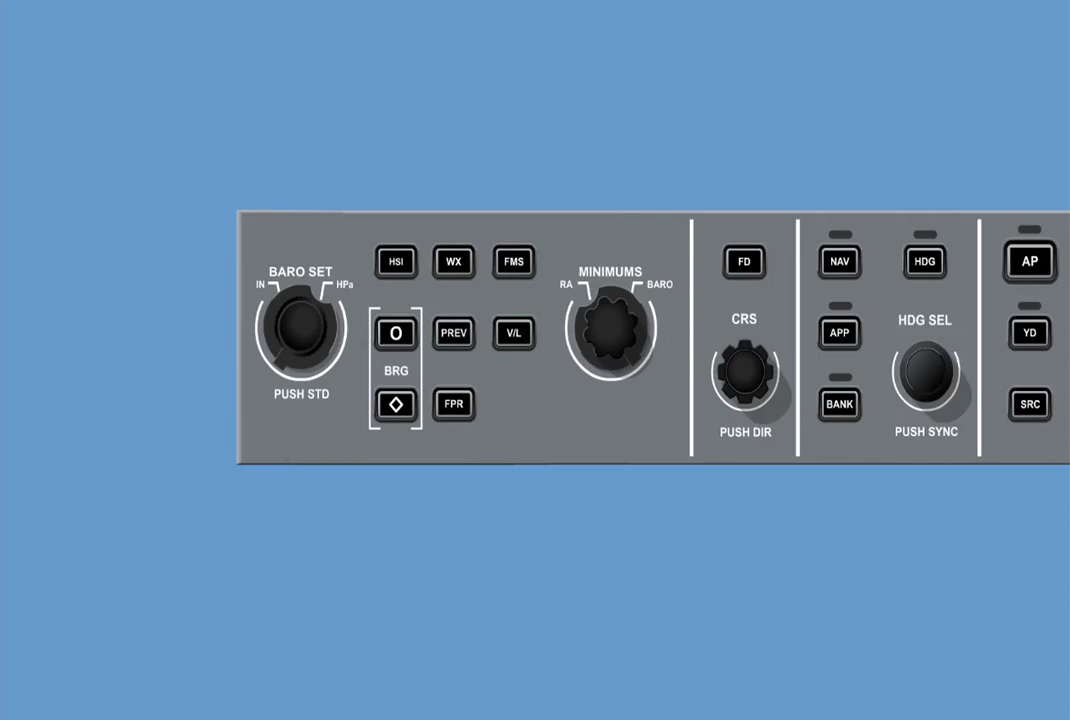 HSI WX FMS
BARO SET
IN HPa
O PREV V/L
BRG
PUSH STD
FPR
MINIMUMS
RA BARO
FD
CRS
PUSH DIR
NAV HDG
APP HDG SEL
BANK
PUSH SYNC
AP
YD
SRC